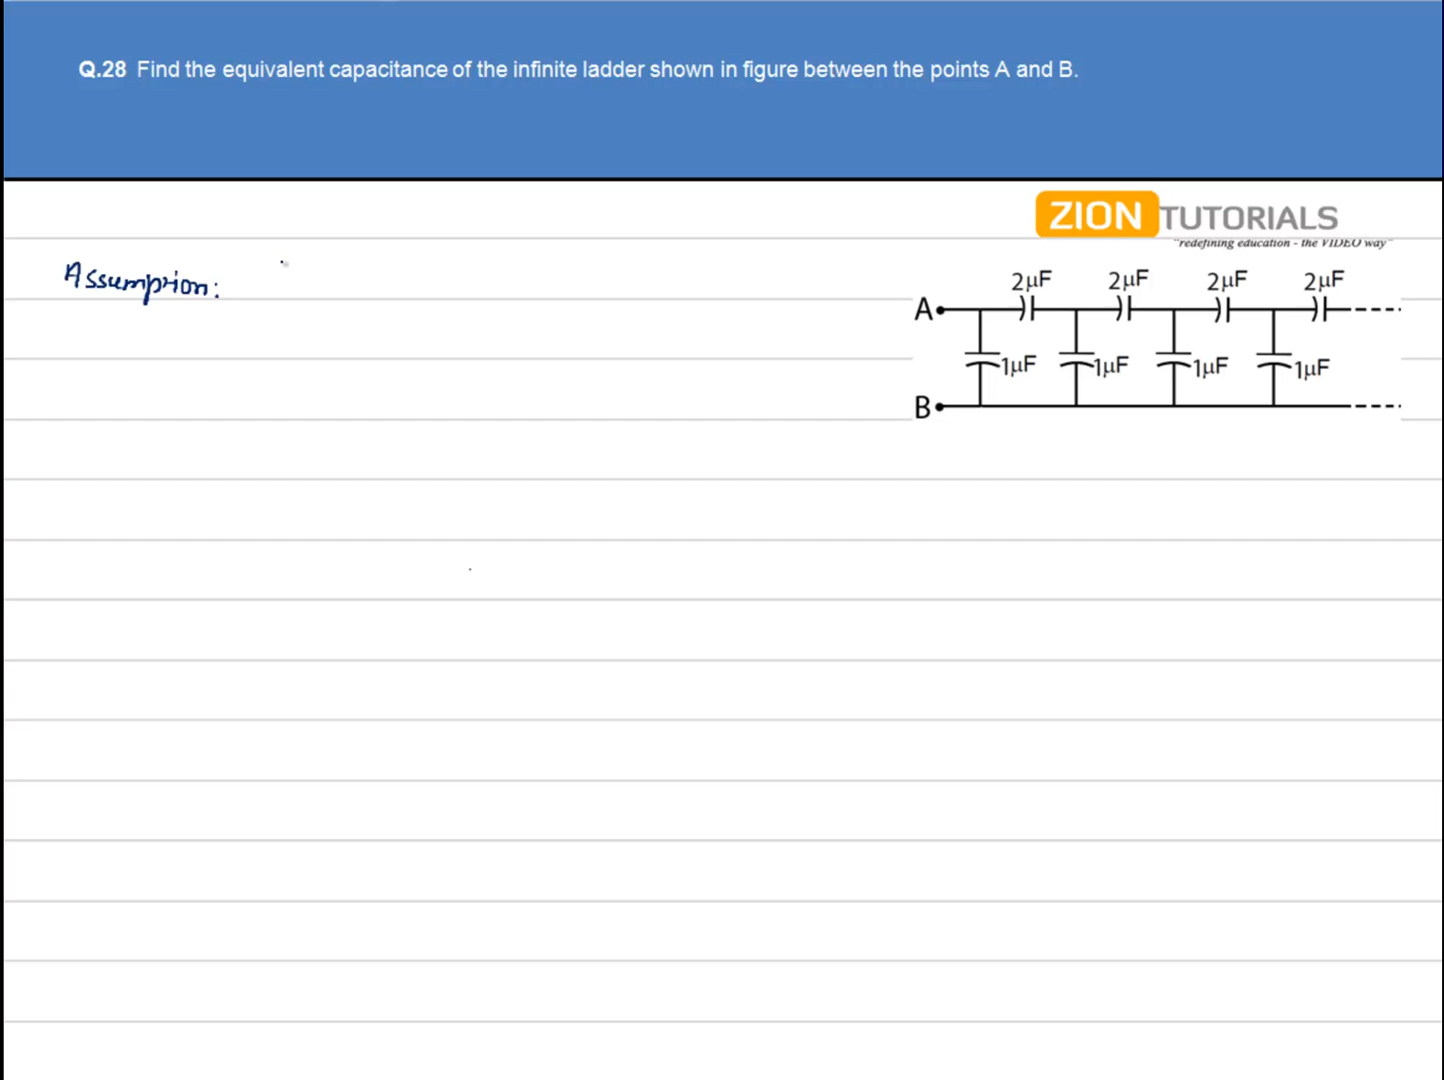 Q.28 Find the equivalent capacitance of the infinite ladder shown in figure between the points A and B.
ZION TUTORIALS
"redefining education - the VIDEO way"
Assumption:
2μF 2μF 2μF 2μF
A
1μF 1μF 1μF 1μF
B